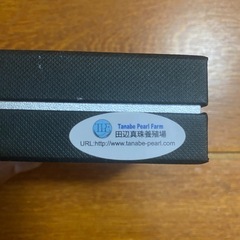 Tanabe Pearl Farm
田辺真珠養殖場
URL:http://www.tanabe-pearl.com